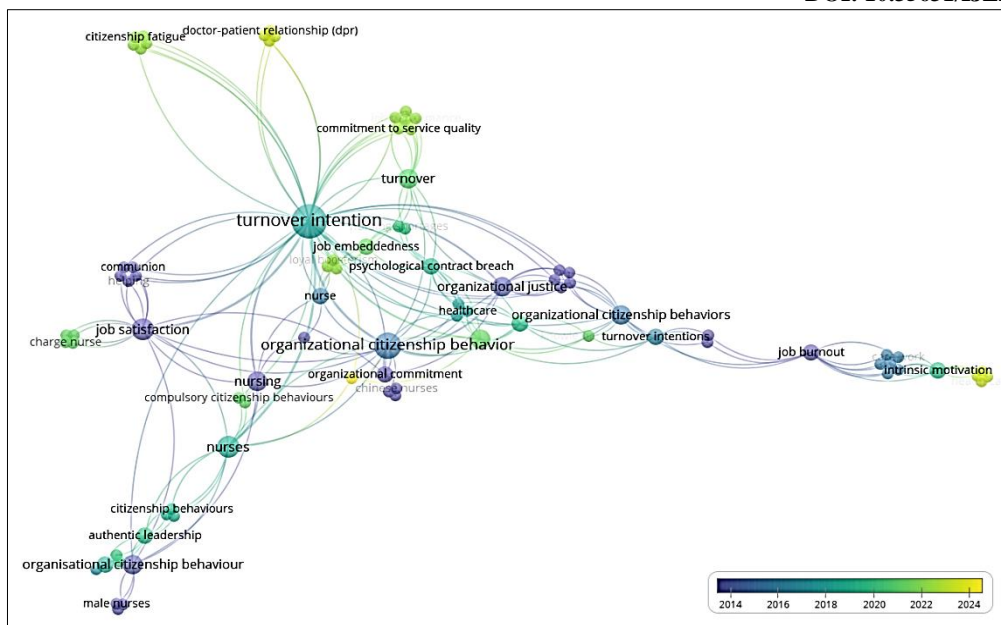 citizenship fatigue
doctor-patient relationship (dpr)
commitment to service quality
turnover
turnover intention
job embeddedness
psychological contract breach
communion
helping
nurse
organizational justice
healthcare
organizational citizenship behaviors
job satisfaction
charge nurse
turnover intentions
organizational citizenship behavior
job burnout
intrinsic motivation
organizational commitment
nursing
chinese nurses
compulsory citizenship behaviours
nurses
citizenship behaviours
authentic leadership
organisational citizenship behaviour
male nurses
2014 2016 2018 2020 2022 2024